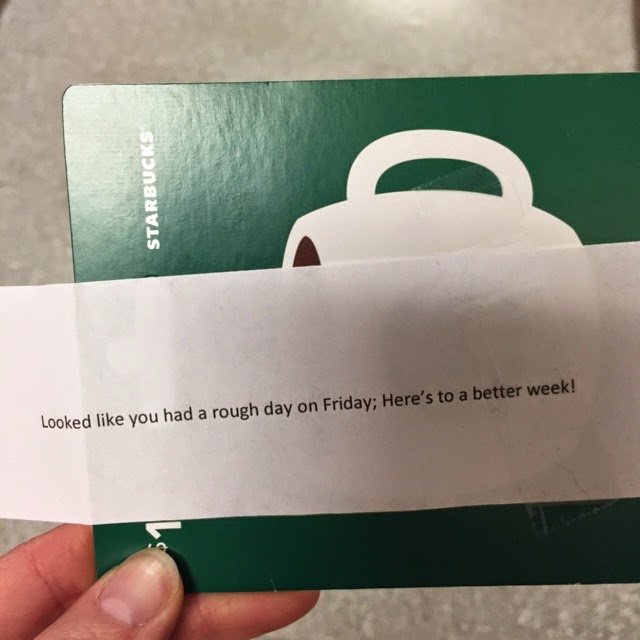 STARBUCKS
Looked like you had a rough day on Friday; Here's to a better week!